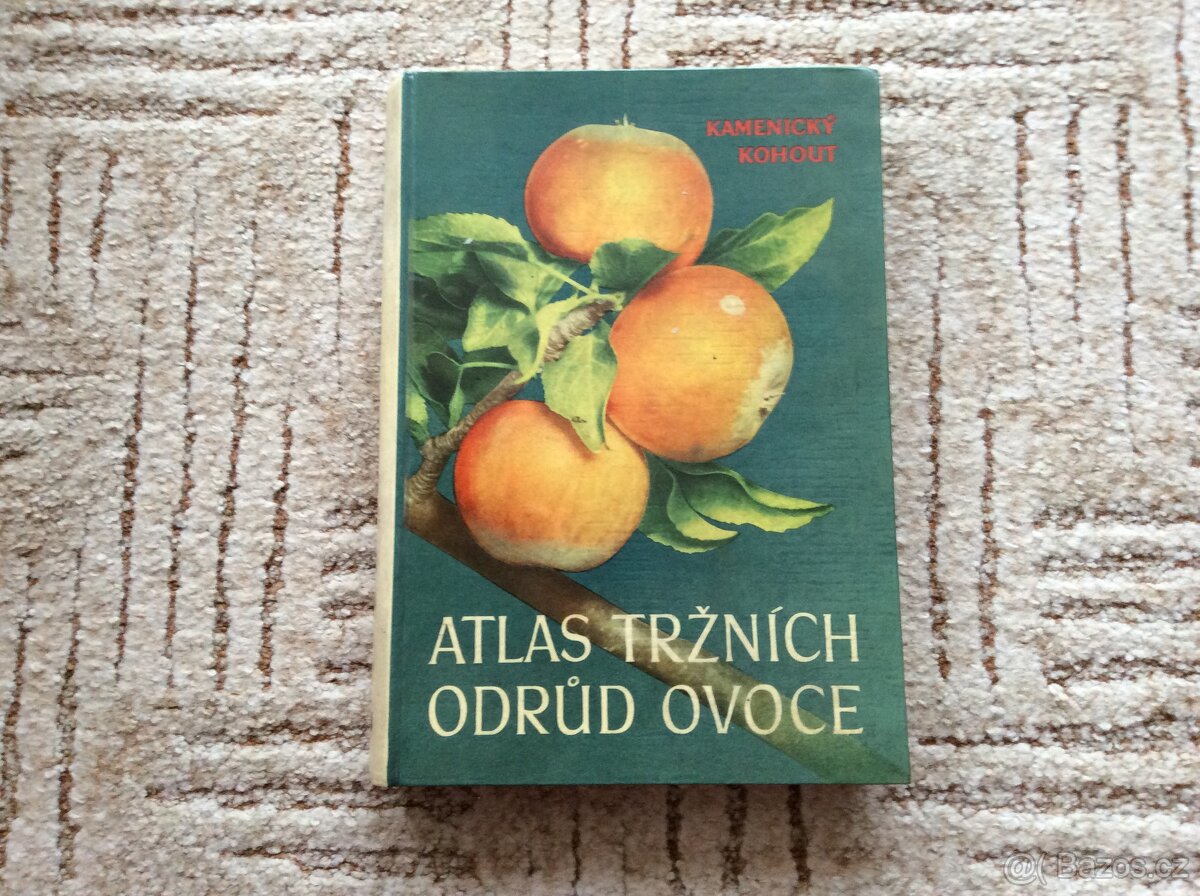 KAMENICKÝ
KOHOUT
ATLAS TRŽNÍCH
ODRŮD OVOCE
@( Bazos.cz